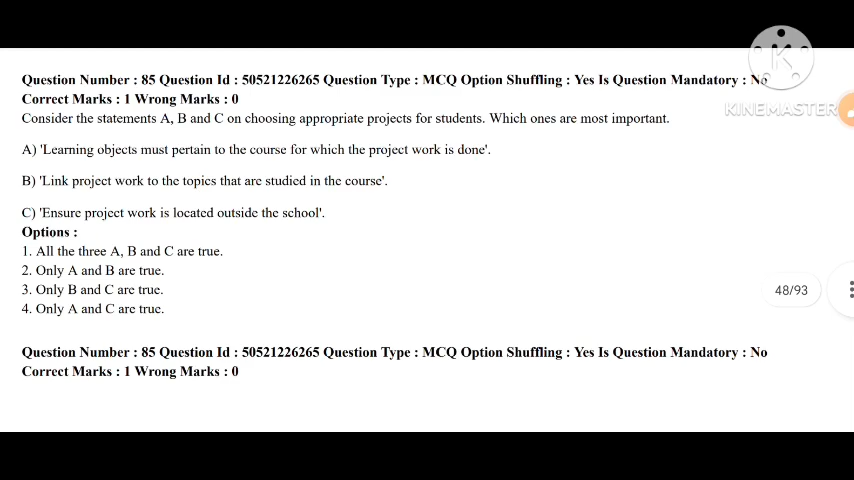 Question Number : 85 Question Id : 50521226265 Question Type : MCQ Option Shuffling : Yes Is Question Mandatory : No
Correct Marks : 1 Wrong Marks : 0
Consider the statements A, B and C on choosing appropriate projects for students. Which ones are most important.
KINEMASTER
A) 'Learning objects must pertain to the course for which the project work is done'.
B) 'Link project work to the topics that are studied in the course'.
C) 'Ensure project work is located outside the school'.
Options :
1. All the three A, B and C are true.
2. Only A and B are true.
3. Only B and C are true.
4. Only A and C are true.
48/93
Question Number : 85 Question Id : 50521226265 Question Type : MCQ Option Shuffling : Yes Is Question Mandatory : No
Correct Marks : 1 Wrong Marks : 0